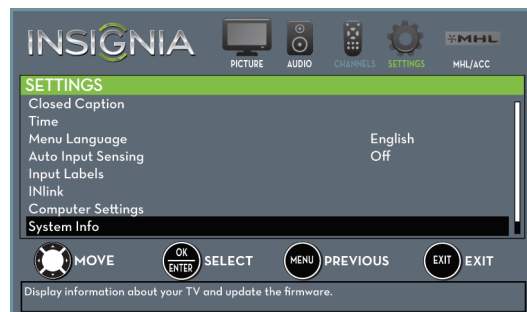 INSIGNIA
PICTURE AUDIO CHANNELS SETTINGS MHL MHL/ACC
SETTINGS
Closed Caption
Time
Menu Language English
Auto Input Sensing Off
Input Labels
INlink
Computer Settings
System Info
MOVE OK ENTER SELECT MENU PREVIOUS EXIT EXIT
Display information about your TV and update the firmware.